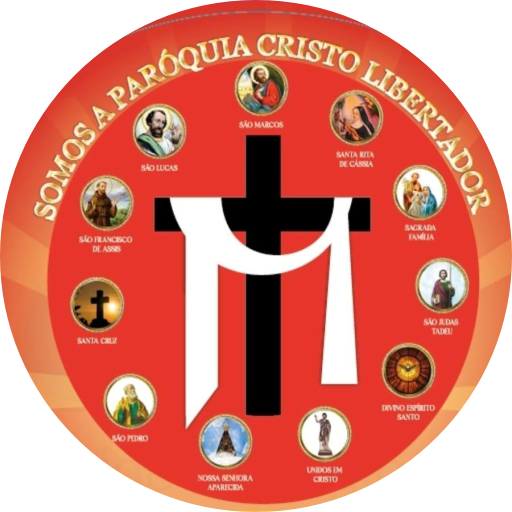 SOMOS A PARÓQUIA CRISTO LIBERTADOR
SÃO MARCOS
SANTA RITA
DE CÁSSIA
SAGRADA
FAMÍLIA
SÃO JUDAS
TADEU
DIVINO ESPÍRITO
SANTO
UNIDOS EM
CRISTO
NOSSA SENHORA
APARECIDA
SÃO PEDRO
SANTA CRUZ
SÃO FRANCISCO
DE ASSIS
SÃO LUCAS